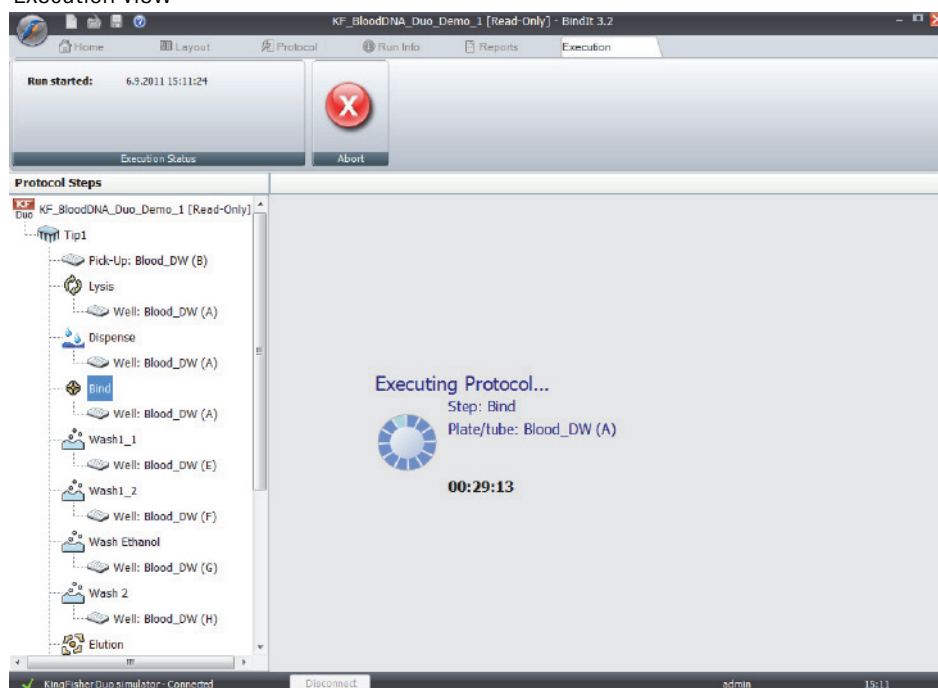 Execution view
KF_BloodDNA_Duo_Demo_1 [Read-Only] - BindIt 3.2
Home Layout Protocol Run Info Reports Execution
Run started: 6.9.2011 15:11:24
Execution Status Abort
Protocol Steps
KF Duo KF_BloodDNA_Duo_Demo_1 [Read-Only]
Tip1
Pick-Up: Blood_DW (B)
Lysis
Well: Blood_DW (A)
Dispense
Well: Blood_DW (A)
Bind
Well: Blood_DW (A)
Wash1_1
Well: Blood_DW (E)
Wash1_2
Well: Blood_DW (F)
Wash Ethanol
Well: Blood_DW (G)
Wash 2
Well: Blood_DW (H)
Elution
Executing Protocol...
Step: Bind
Plate/tube: Blood_DW (A)
00:29:13
KingFisher Duo simulator - Connected Disconnect admin 15:11